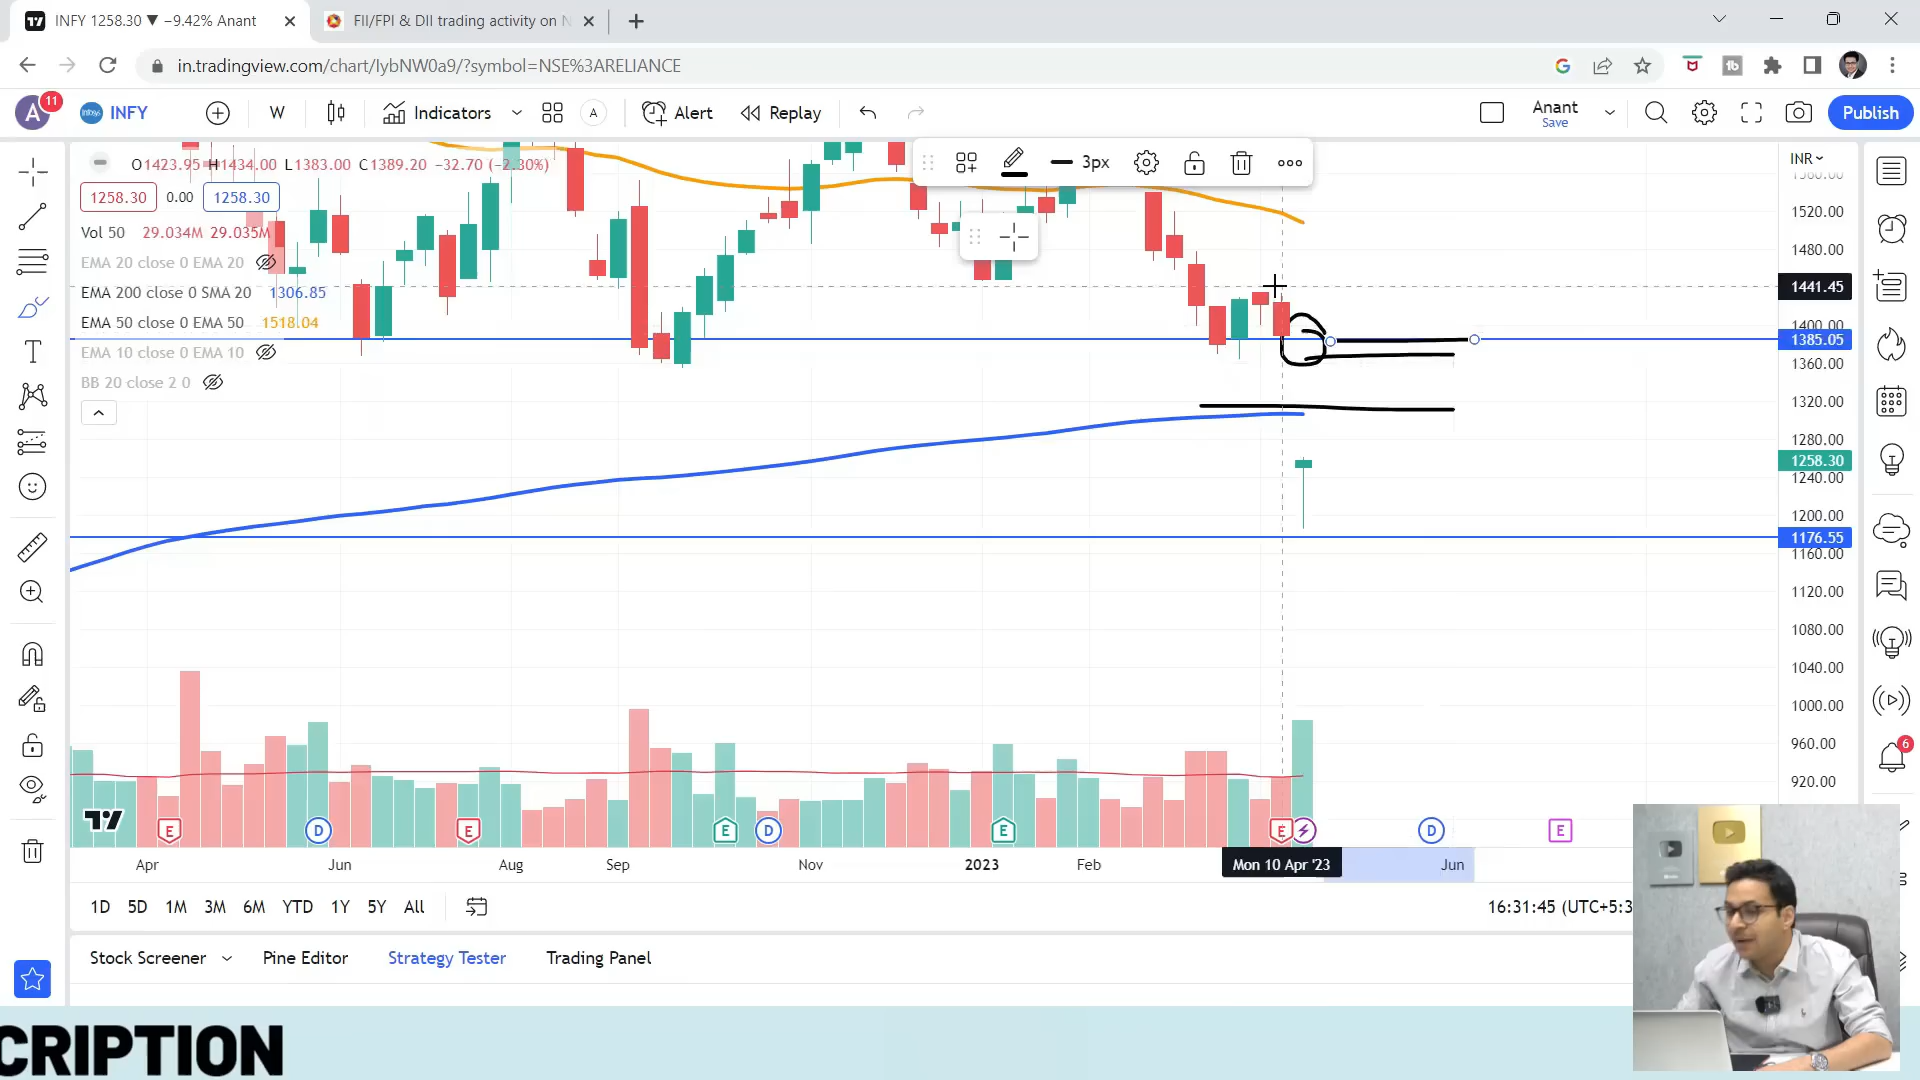 INFY 1258.30 ▼ −9.42% Anant
FII/FPI & DII trading activity on N
in.tradingview.com/chart/IybNW0a9/?symbol=NSE%3ARELIANCE
A 11
INFY
W
Indicators
A
Alert
Replay
Anant
Save
Publish
O1423.95 H1434.00 L1383.00 C1389.20 −32.70 (−2.30%)
3px
INR
1258.30 0.00 1258.30
Vol 50 29.034M 29.035M
EMA 20 close 0 EMA 20
EMA 200 close 0 SMA 20 1306.85
EMA 50 close 0 EMA 50 1518.04
EMA 10 close 0 EMA 10
BB 20 close 2 0
1560.00
1520.00
1480.00
1441.45
1400.00
1385.05
1360.00
1320.00
1280.00
1258.30
1240.00
1200.00
1176.55
1160.00
1120.00
1080.00
1040.00
1000.00
960.00
920.00
6
E D E E D E E D E
Apr Jun Aug Sep Nov 2023 Feb Mon 10 Apr '23 Jun
1D 5D 1M 3M 6M YTD 1Y 5Y All
16:31:45 (UTC+5:3
Stock Screener Pine Editor Strategy Tester Trading Panel
CRIPTION